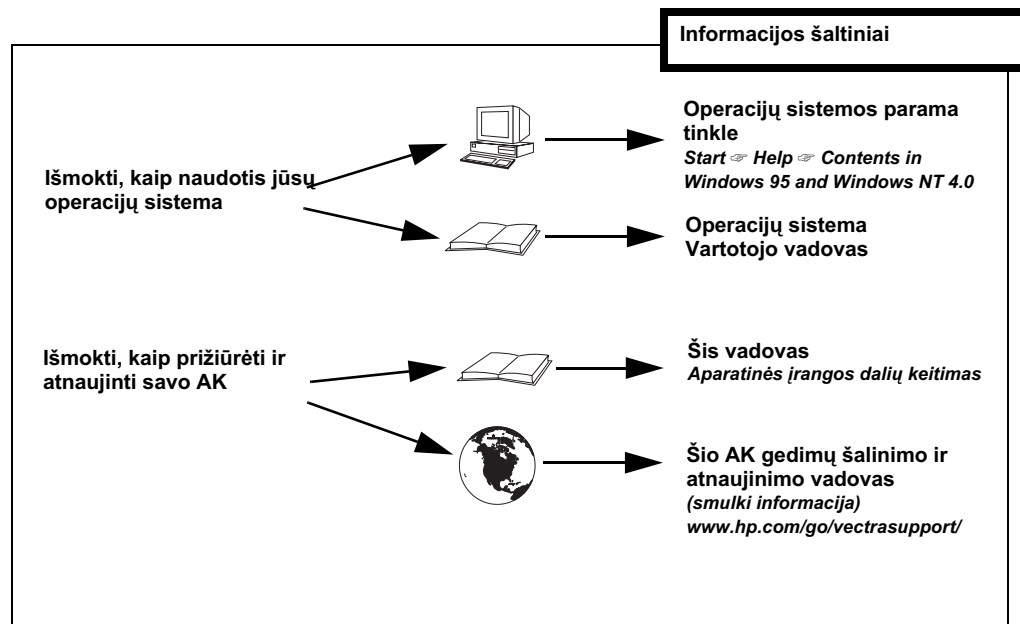 Informacijos šaltiniai
Išmokti, kaip naudotis jūsų
operacijų sistema
Operacijų sistemos parama
tinkle
Start ☞ Help ☞ Contents in
Windows 95 and Windows NT 4.0
Operacijų sistema
Vartotojo vadovas
Išmokti, kaip prižiūrėti ir
atnaujinti savo AK
Šis vadovas
Aparatinės įrangos dalių keitimas
Šio AK gedimų šalinimo ir
atnaujinimo vadovas
(smulki informacija)
www.hp.com/go/vectrasupport/